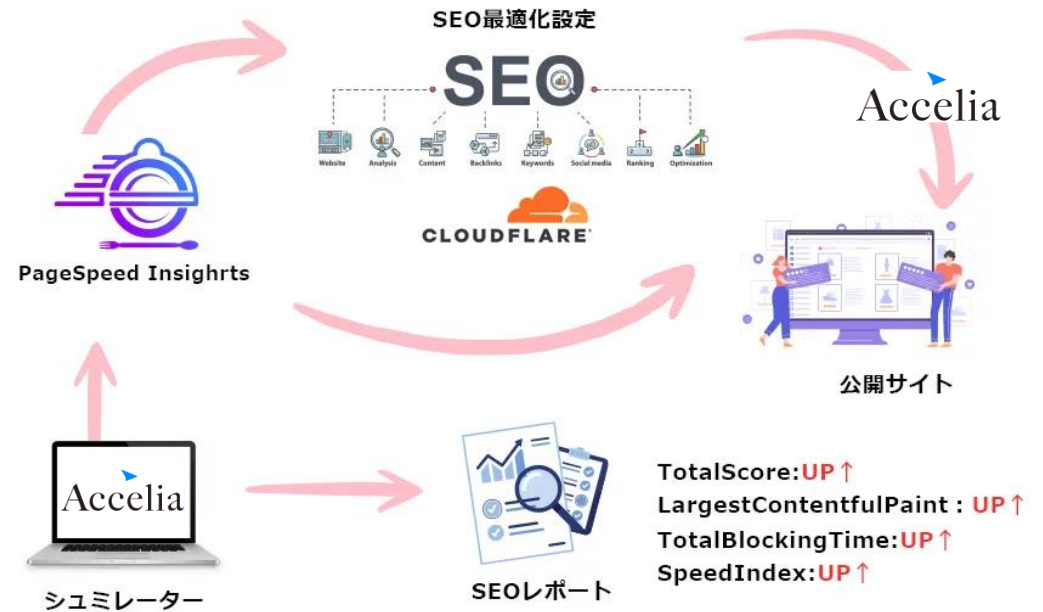 SEO最適化設定
SEO
Website
Analysis
Content
Backlinks
Keywords
Social media
Ranking
Optimization
CLOUDFLARE
Accelia
PageSpeed Insighrts
公開サイト
Accelia
シュミレーター
SEOレポート
TotalScore:UP↑
LargestContentfulPaint：UP↑
TotalBlockingTime:UP↑
SpeedIndex:UP↑